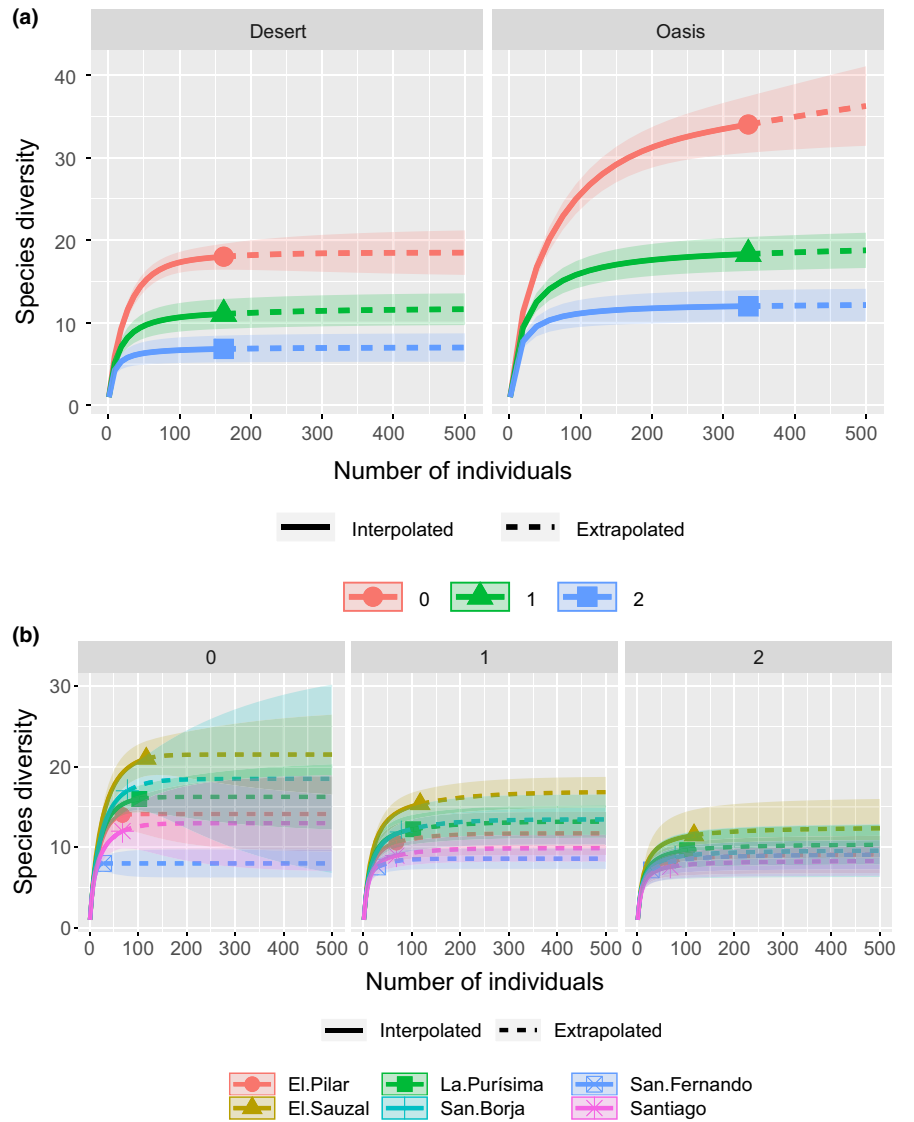 (a)
Desert Oasis
40
30
20
10
0
Species diversity
0 100 200 300 400 500 0 100 200 300 400 500
Number of individuals
Interpolated Extrapolated
0 1 2
(b)
0 1 2
30
20
10
0
Species diversity
0 100 200 300 400 500 0 100 200 300 400 500 0 100 200 300 400 500
Number of individuals
Interpolated Extrapolated
El.Pilar La.Purísima San.Fernando
El.Sauzal San.Borja Santiago